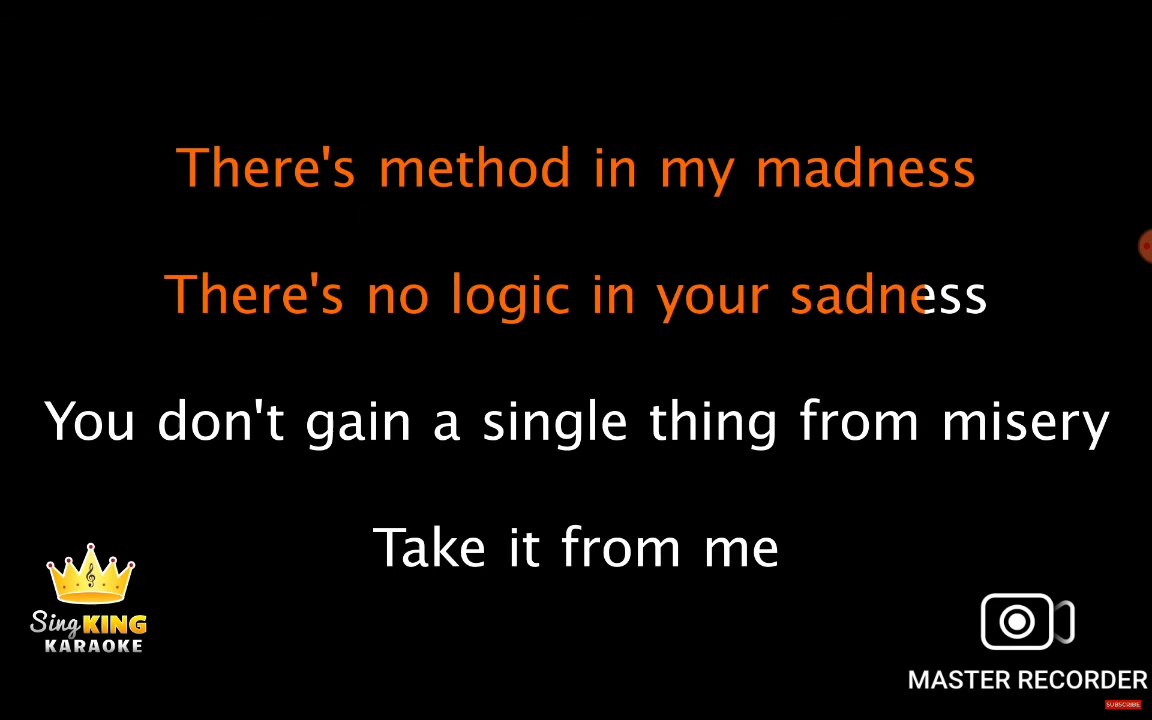 There's method in my madness
There's no logic in your sadness
You don't gain a single thing from misery
Take it from me
Sing KING
KARAOKE
MASTER RECORDER
SUBSCRIBE